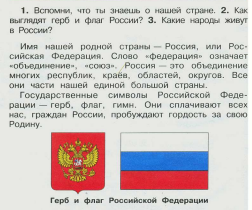 1. Вспомни, что ты знаешь о нашей стране. 2. Как
выглядят герб и флаг России? 3. Какие народы живут
в России?
Имя нашей родной страны — Россия, или Рос-
сийская Федерация. Слово «федерация» означает
«объединение», «союз». Россия — это объединение
многих республик, краёв, областей, округов. Все
они части нашей единой большой страны.
Государственные символы Российской Федера-
ции — герб, флаг, гимн. Они сплачивают всех
нас, граждан России, пробуждают гордость за свою
Родину.
Герб и флаг Российской Федерации